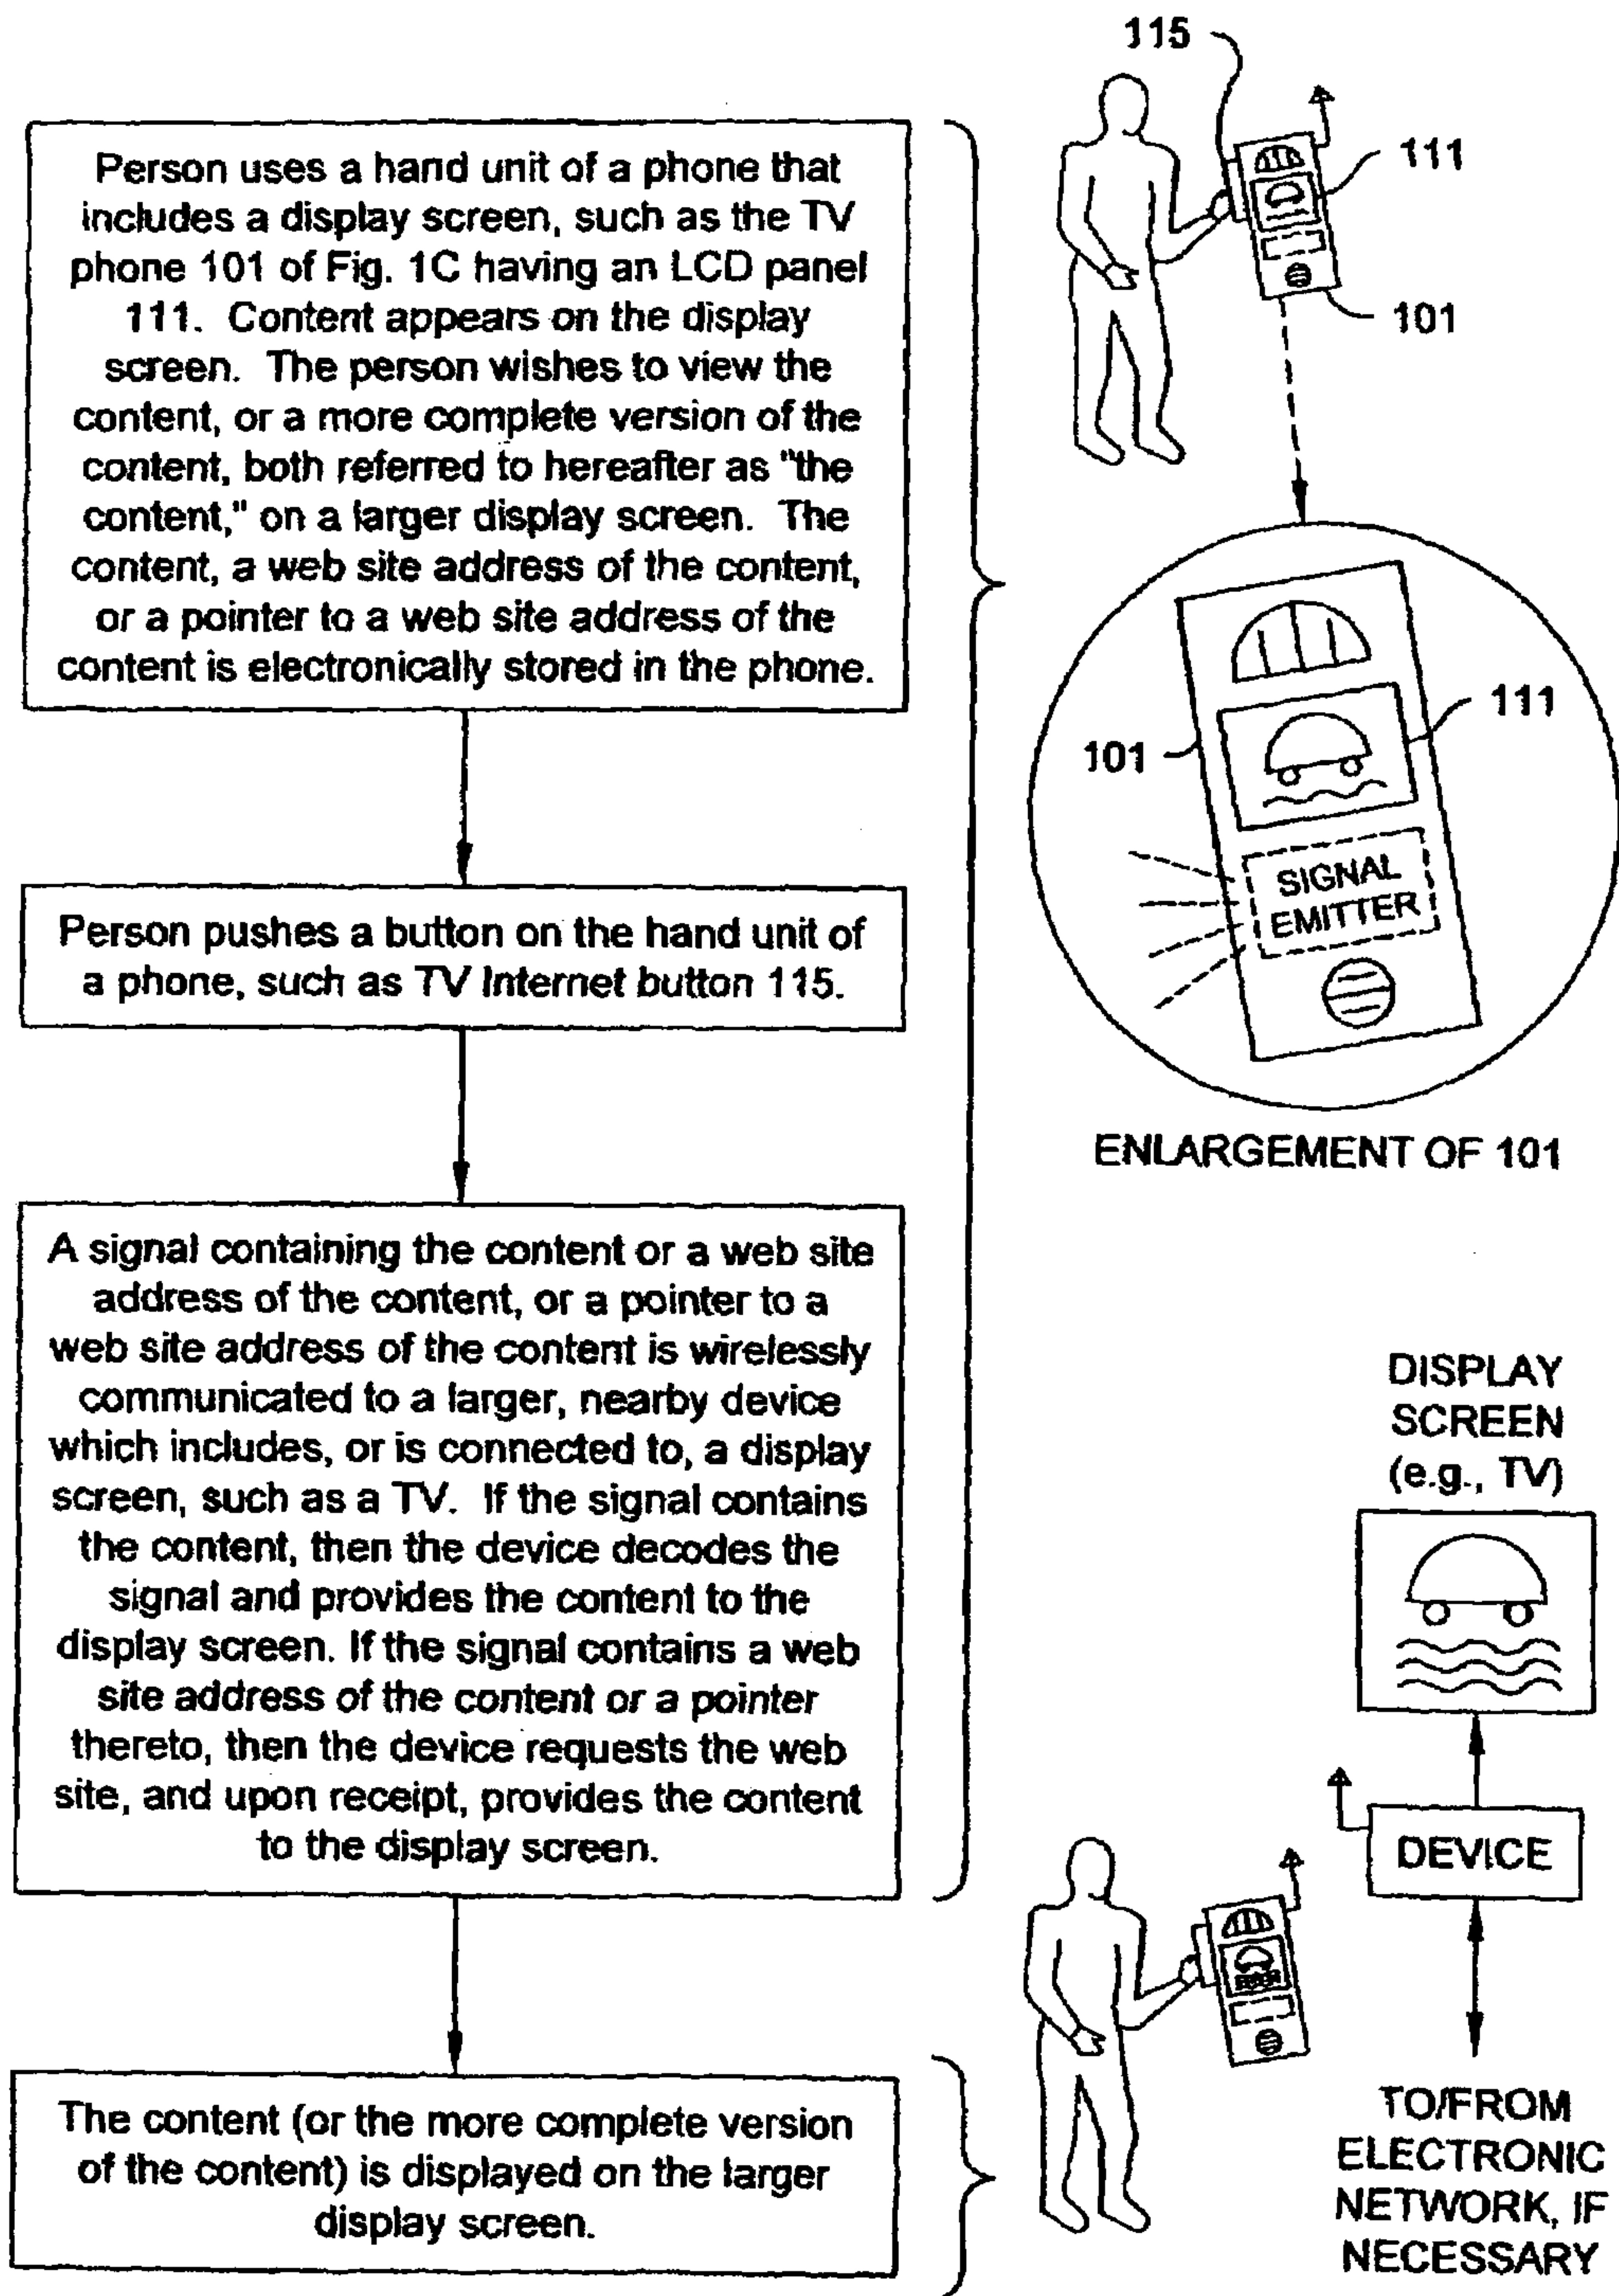 Person uses a hand unit of a phone that
includes a display screen, such as the TV
phone 101 of Fig. 1C having an LCD panel
111. Content appears on the display
screen. The person wishes to view the
content, or a more complete version of the
content, both referred to hereafter as "the
content," on a larger display screen. The
content, a web site address of the content,
or a pointer to a web site address of the
content is electronically stored in the phone.
Person pushes a button on the hand unit of
a phone, such as TV Internet button 115.
A signal containing the content or a web site
address of the content, or a pointer to a
web site address of the content is wirelessly
communicated to a larger, nearby device
which includes, or is connected to, a display
screen, such as a TV. If the signal contains
the content, then the device decodes the
signal and provides the content to the
display screen. If the signal contains a web
site address of the content or a pointer
thereto, then the device requests the web
site, and upon receipt, provides the content
to the display screen.
The content (or the more complete version
of the content) is displayed on the larger
display screen.
115
111
101
101
111
SIGNAL
EMITTER
ENLARGEMENT OF 101
DISPLAY
SCREEN
(e.g., TV)
DEVICE
TO/FROM
ELECTRONIC
NETWORK, IF
NECESSARY